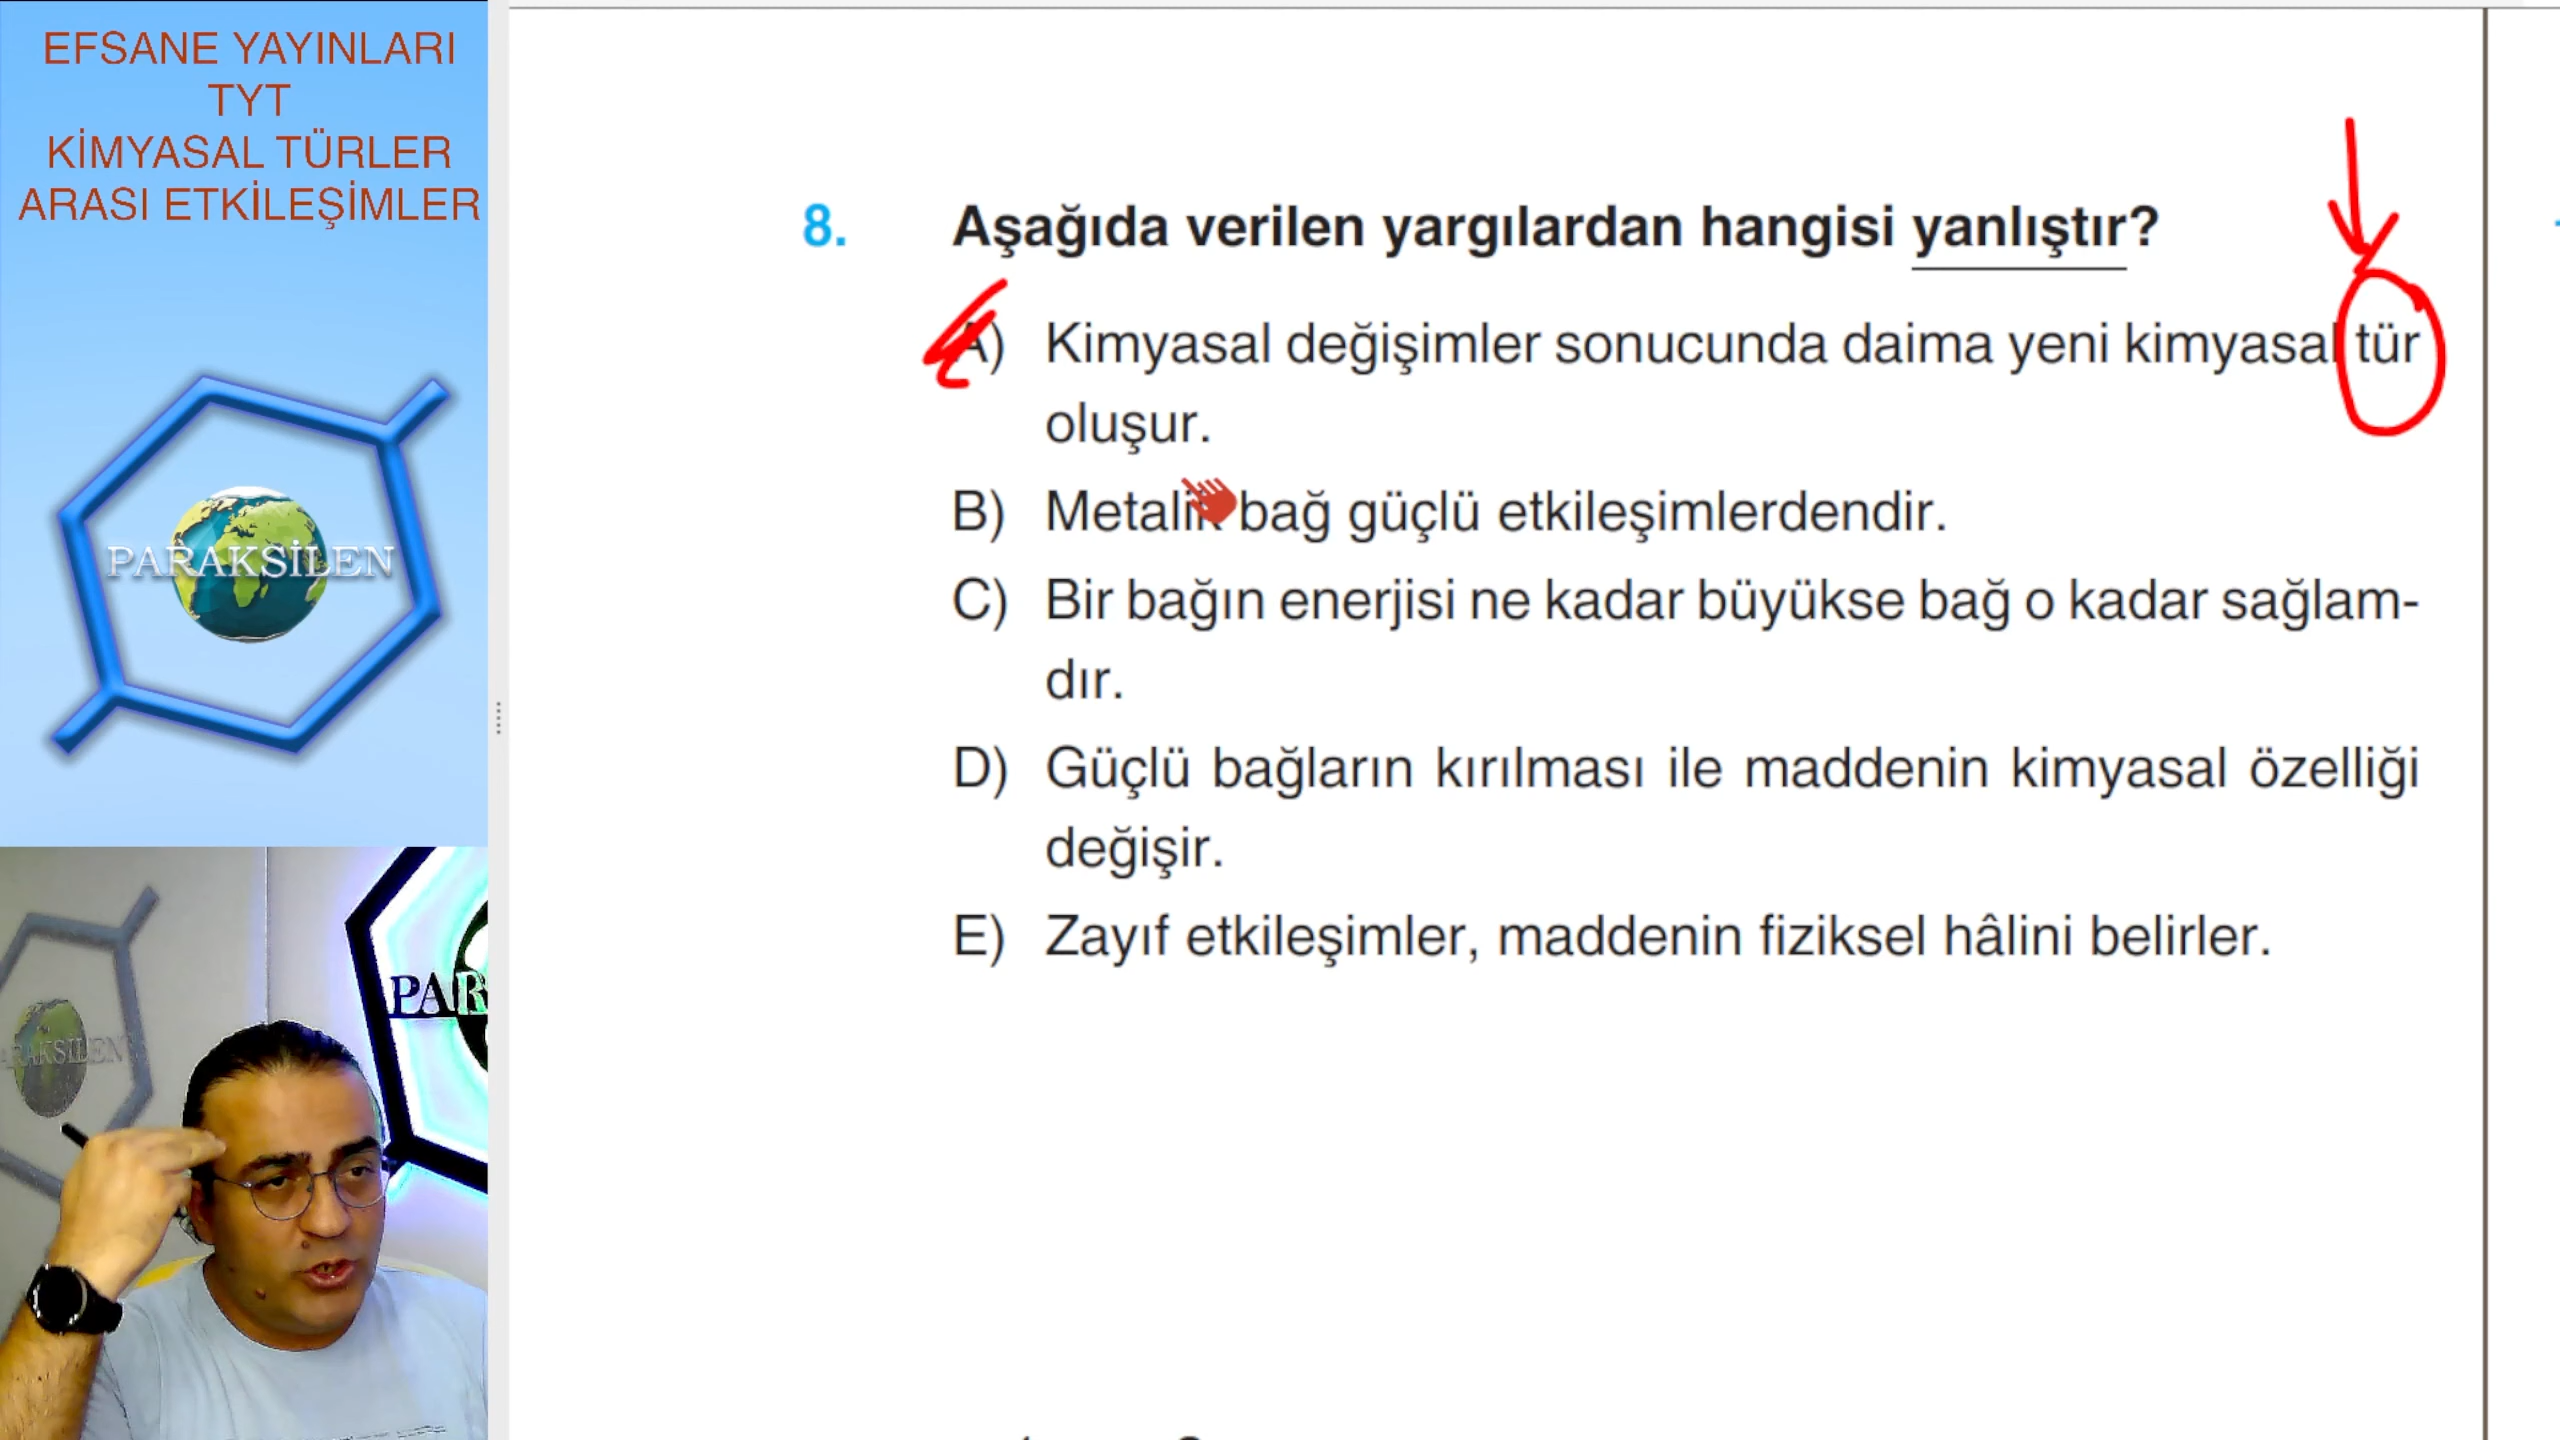 EFSANE YAYINLARI
TYT
KİMYASAL TÜRLER
ARASI ETKİLEŞİMLER
PARAKSİLEN
8. Aşağıda verilen yargılardan hangisi yanlıştır?
A) Kimyasal değişimler sonucunda daima yeni kimyasal tür
oluşur.
B) Metalik bağ güçlü etkileşimlerdendir.
C) Bir bağın enerjisi ne kadar büyükse bağ o kadar sağlam-
dır.
D) Güçlü bağların kırılması ile maddenin kimyasal özelliği
değişir.
E) Zayıf etkileşimler, maddenin fiziksel hâlini belirler.
PAR
ARAKSILEN